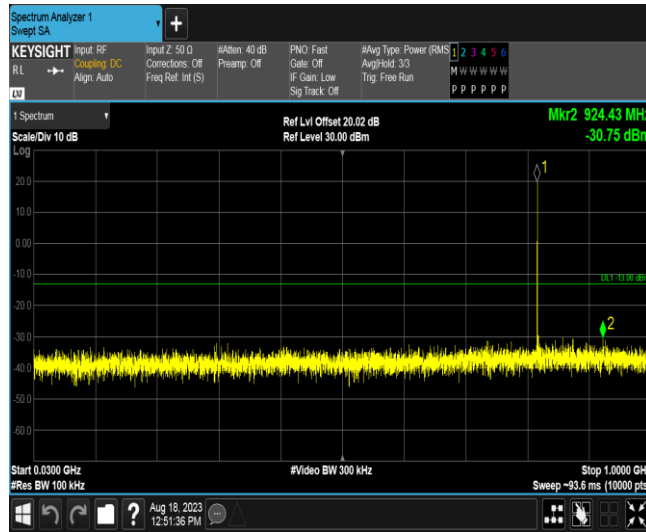 Spectrum Analyzer 1
Swept SA
+
KEYSIGHT Input: RF Input Z: 50 Ω #Atten: 40 dB PNO: Fast #Avg Type: Power (RMS 1 2 3 4 5 6
RL Coupling: DC Corrections: Off Preamp: Off Gate: Off Avg|Hold: 3/3 M W W W W W
Align: Auto Freq Ref: Int (S) IF Gain: Low Trig: Free Run
LXI Sig Track: Off P P P P P P
1 Spectrum Ref Lvl Offset 20.02 dB Mkr2 924.43 MHz
Scale/Div 10 dB Ref Level 30.00 dBm -30.75 dBm
Log
1
20.0
10.0
0.00
-10.0
DL1 -13.00 dBm
-20.0
2
-30.0
-40.0
-50.0
-60.0
Start 0.0300 GHz #Video BW 300 kHz Stop 1.0000 GHz
#Res BW 100 kHz Sweep ~93.6 ms (10000 pts
? Aug 18, 2023
12:51:36 PM